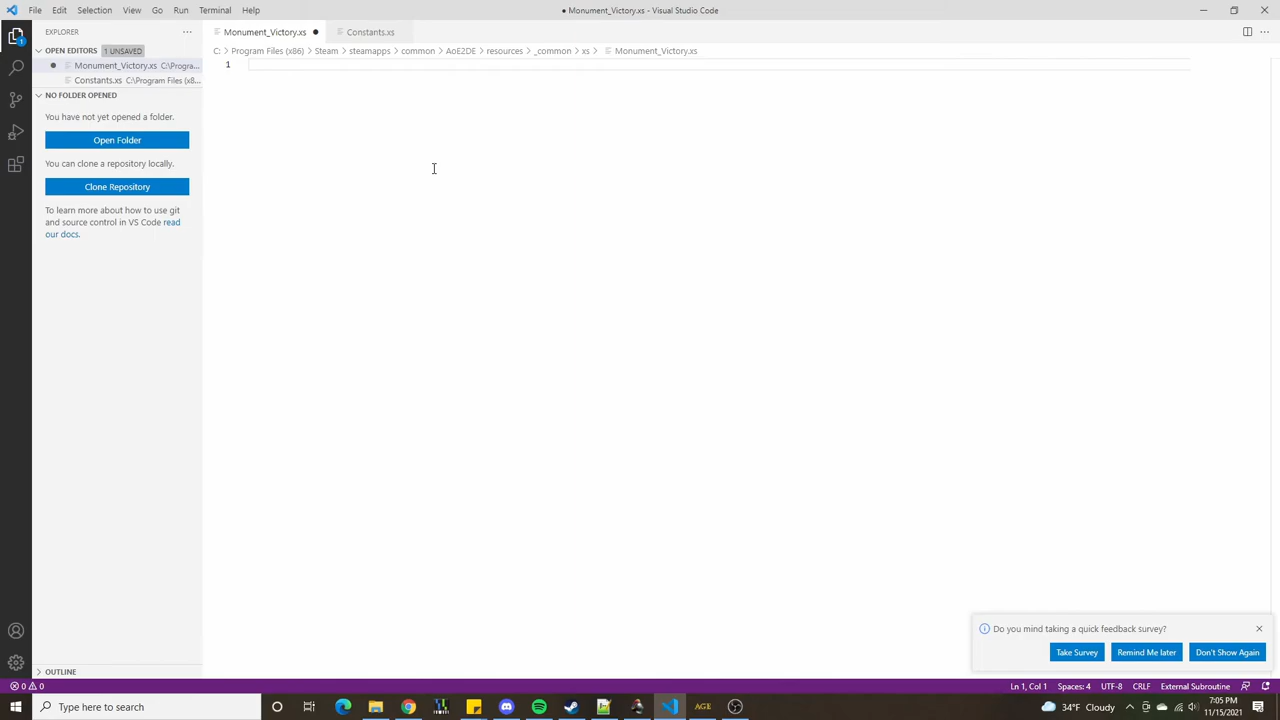 File Edit Selection View Go Run Terminal Help
● Monument_Victory.xs - Visual Studio Code
EXPLORER ···
OPEN EDITORS 1 UNSAVED
● Monument_Victory.xs C:\Progra...
Constants.xs C:\Program Files (x8...
NO FOLDER OPENED
You have not yet opened a folder.
Open Folder
You can clone a repository locally.
Clone Repository
To learn more about how to use git
and source control in VS Code read
our docs.
OUTLINE
1
Monument_Victory.xs ●
Constants.xs
C: > Program Files (x86) > Steam > steamapps > common > AoE2DE > resources > _common > xs > Monument_Victory.xs
1
Do you mind taking a quick feedback survey?
Take Survey
Remind Me later
Don't Show Again
0 0
Ln 1, Col 1
Spaces: 4
UTF-8
CRLF
External Subroutine
Type here to search
AGE
34°F Cloudy
7:05 PM
11/15/2021